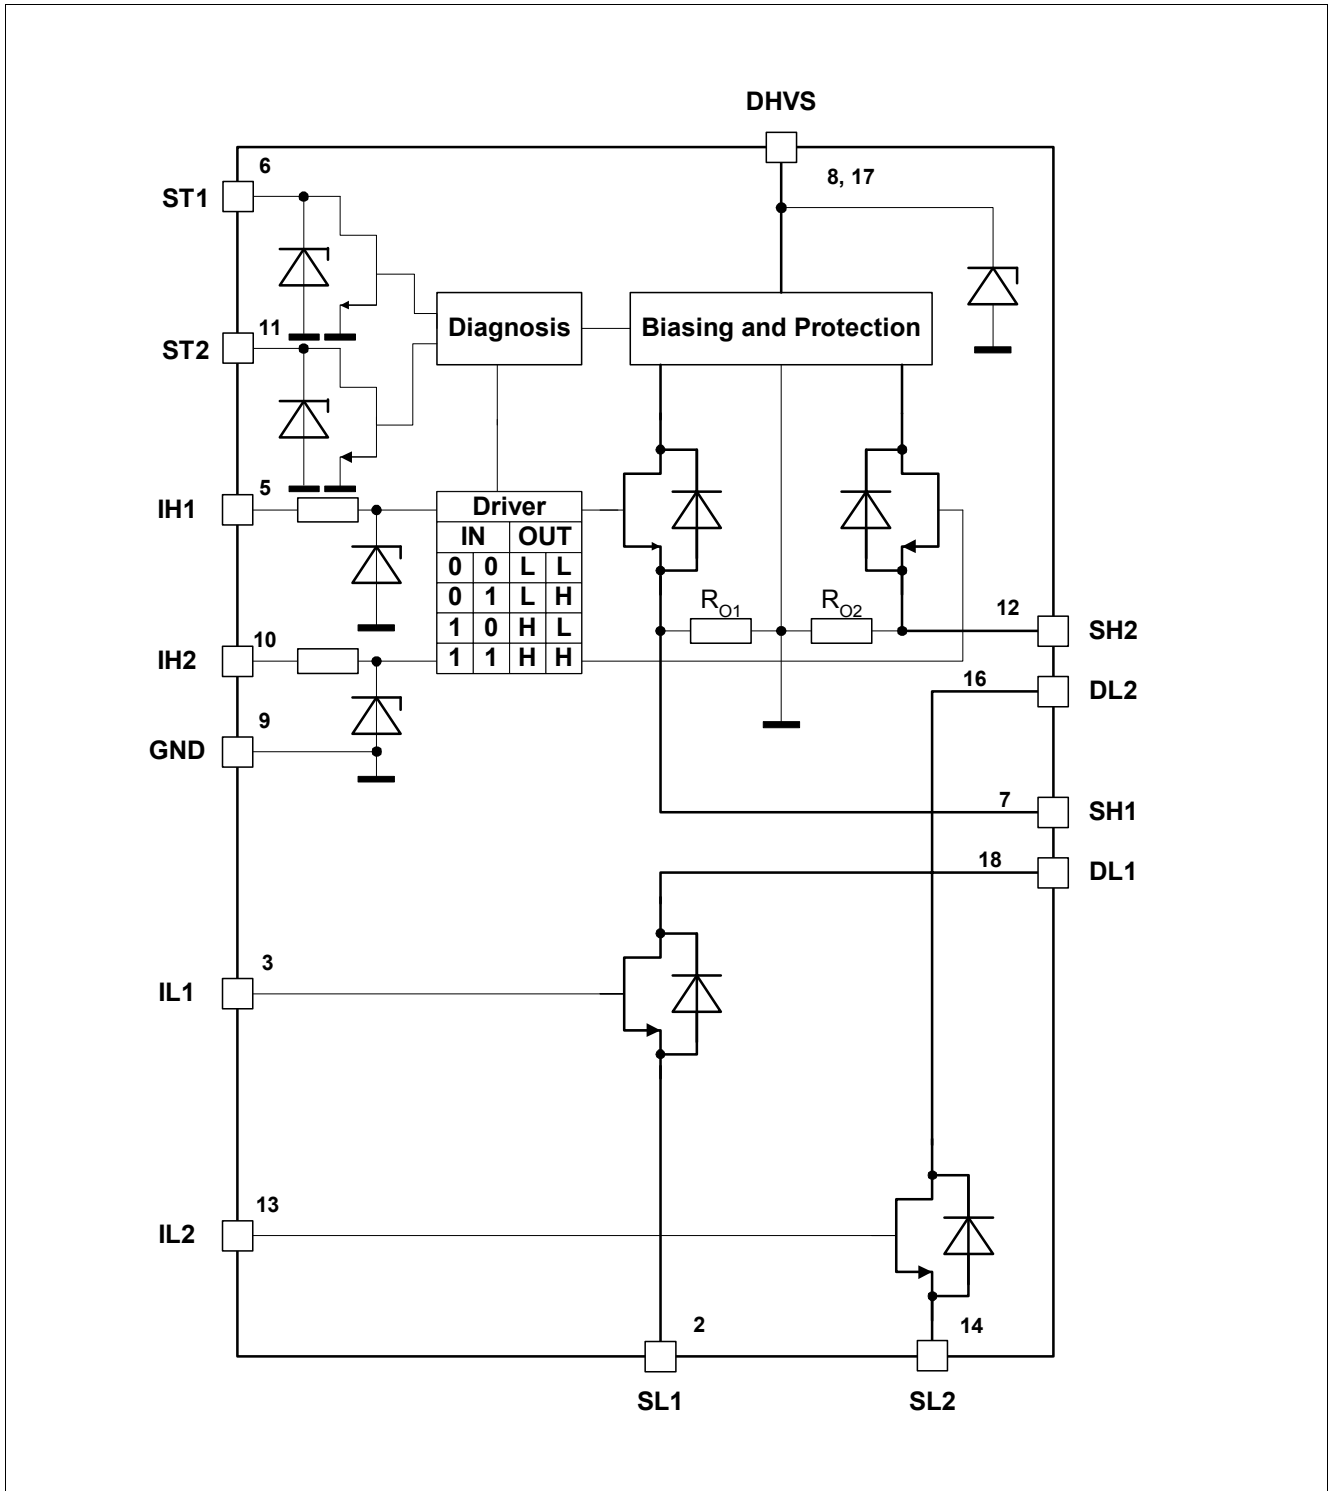 DHVS
8, 17
6
ST1
11
ST2
Diagnosis
Biasing and Protection
5
IH1
Driver
IN OUT
0 0 L L
0 1 L H
1 0 H L
1 1 H H
RO1
RO2
12
SH2
10
IH2
16
DL2
9
GND
7
SH1
18
DL1
3
IL1
13
IL2
2
14
SL1
SL2